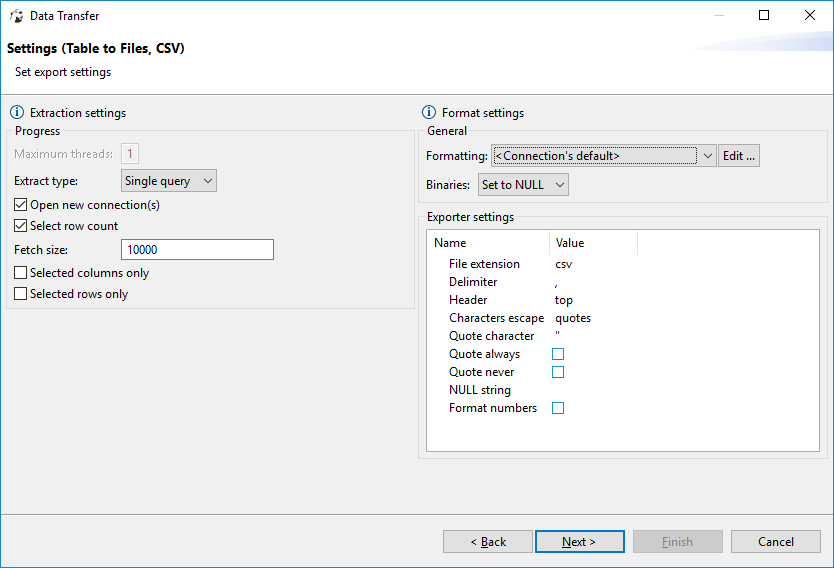 Data Transfer
Settings (Table to Files, CSV)
Set export settings
Extraction settings
Progress
Maximum threads: 1
Extract type: Single query
Open new connection(s)
Select row count
Fetch size: 10000
Selected columns only
Selected rows only
Format settings
General
Formatting: <Connection's default> Edit ...
Binaries: Set to NULL
Exporter settings
Name Value
File extension csv
Delimiter ,
Header top
Characters escape quotes
Quote character "
Quote always
Quote never
NULL string
Format numbers
< Back Next > Finish Cancel